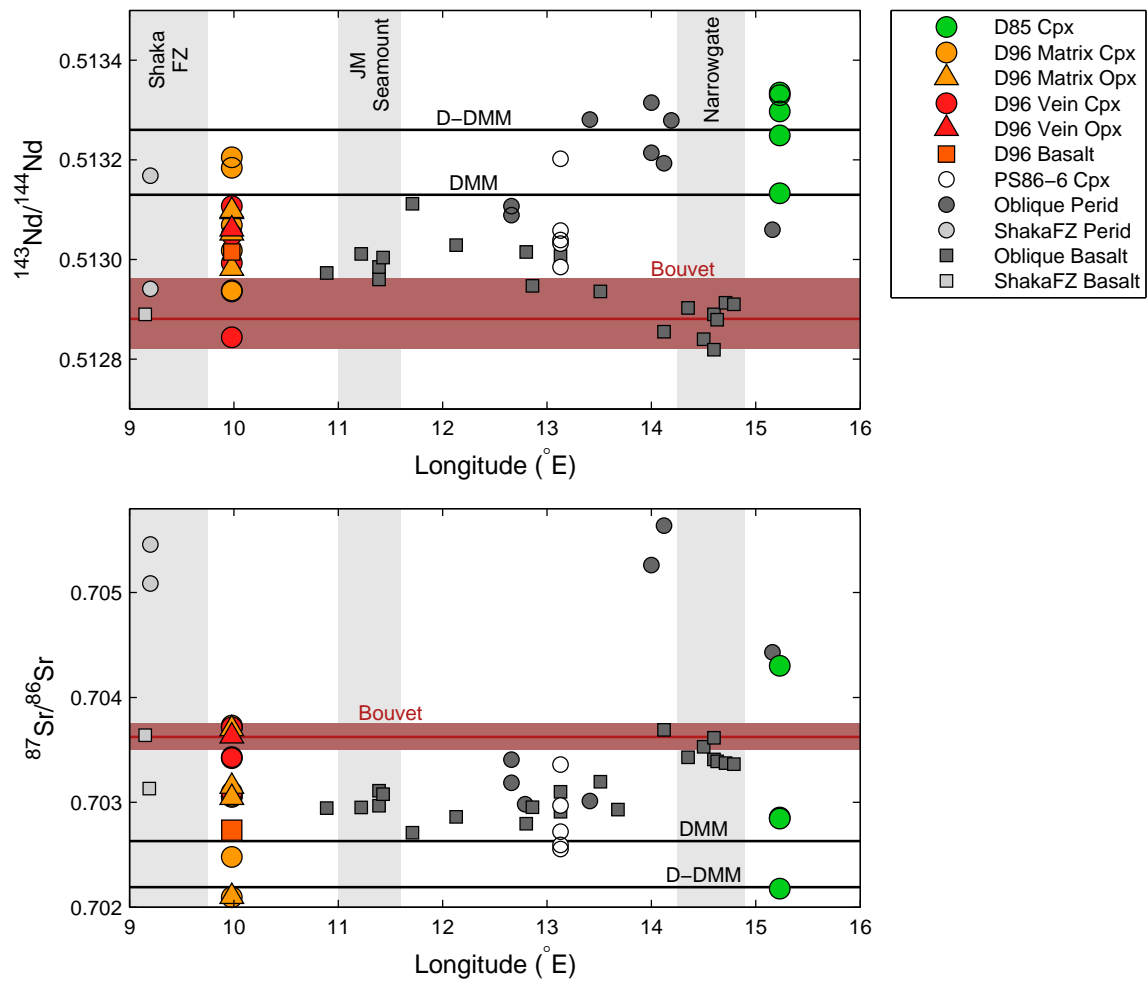 0.5134
0.5132
0.5130
0.5128
143Nd/144Nd
Shaka
FZ
JM
Seamount
Narrowgate
D−DMM
DMM
Bouvet
9 10 11 12 13 14 15 16
Longitude (°E)
D85 Cpx
D96 Matrix Cpx
D96 Matrix Opx
D96 Vein Cpx
D96 Vein Opx
D96 Basalt
PS86−6 Cpx
Oblique Perid
ShakaFZ Perid
Oblique Basalt
ShakaFZ Basalt
0.705
0.704
0.703
0.702
87Sr/86Sr
Bouvet
DMM
D−DMM
9 10 11 12 13 14 15 16
Longitude (°E)